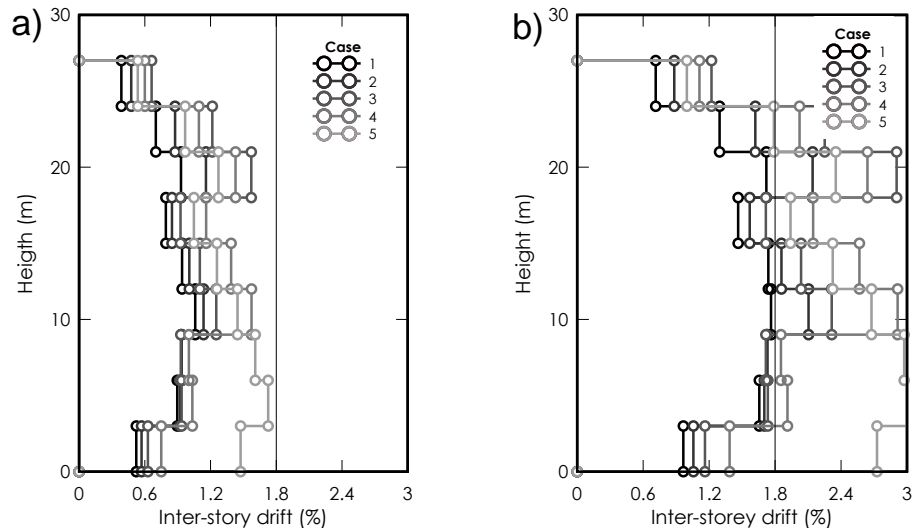 a)
30
20
10
0
Heigth (m)
Case
1
2
3
4
5
0 0.6 1.2 1.8 2.4 3
Inter-story drift (%)
b)
30
20
10
0
Height (m)
Case
1
2
3
4
5
0 0.6 1.2 1.8 2.4 3
Inter-storey drift (%)